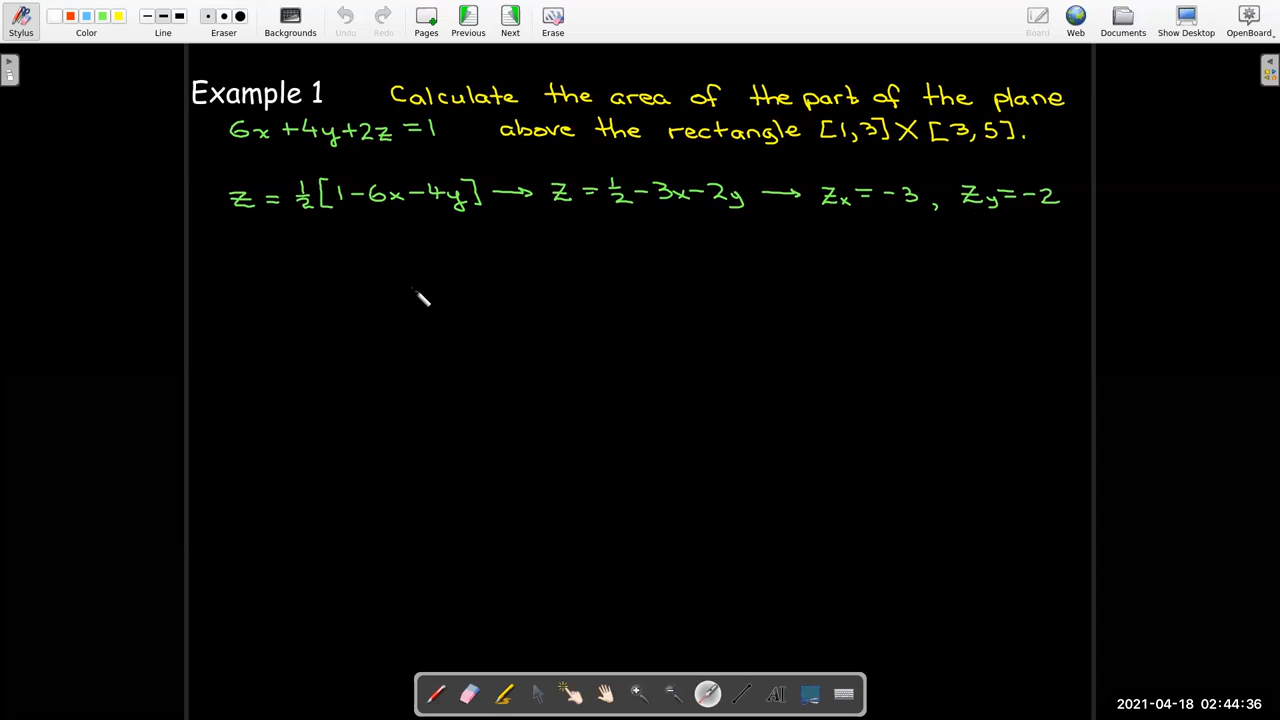 Stylus Color Line Eraser Backgrounds Undo Redo Pages Previous Next Erase Board Web Documents Show Desktop OpenBoard
Example 1 Calculate the area of the part of the plane
6x+4y+2z=1 above the rectangle [1,3]X[3,5].
z = 1/2[1-6x-4y] → z = 1/2-3x-2y → zₓ=-3, z_y=-2
AI
2021-04-18 02:44:36